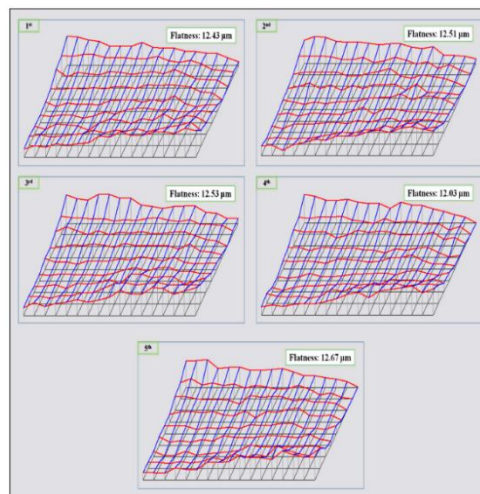 1st
Flatness: 12.43 µm
2nd
Flatness: 12.51 µm
3rd
Flatness: 12.53 µm
4th
Flatness: 12.03 µm
5th
Flatness: 12.67 µm